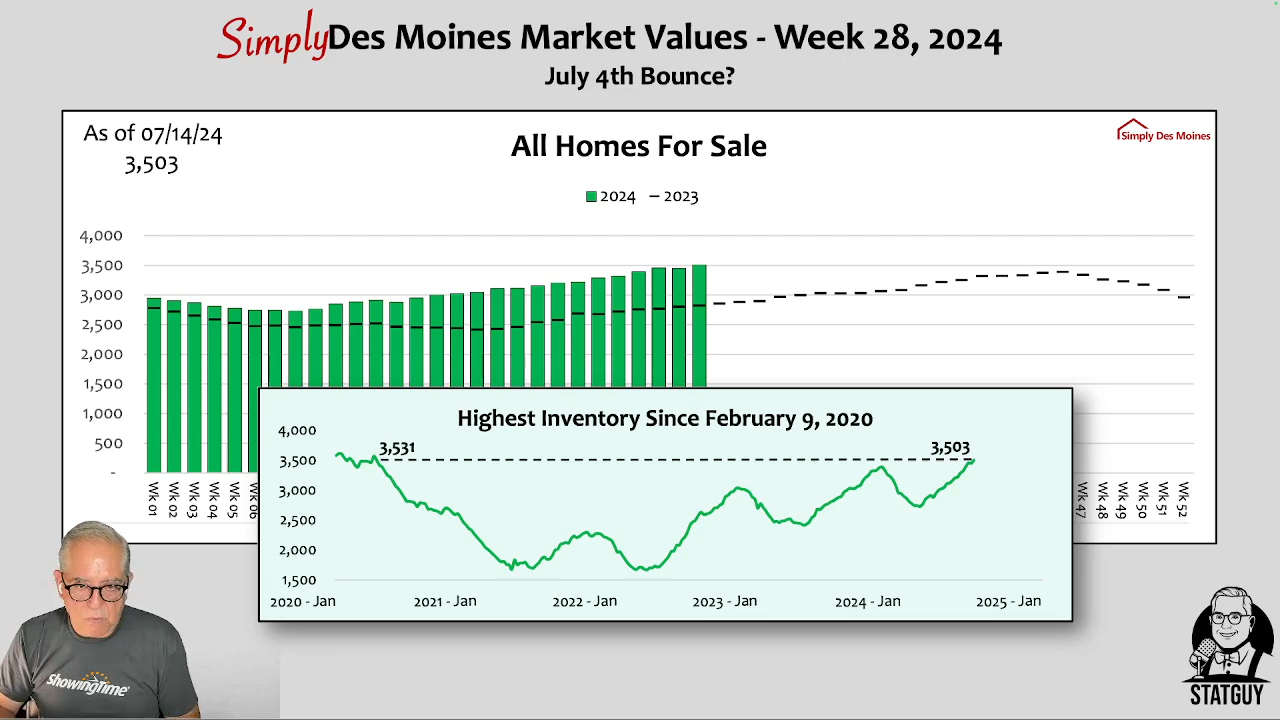 SimplyDes Moines Market Values - Week 28, 2024
July 4th Bounce?
As of 07/14/24
3,503
All Homes For Sale
Simply Des Moines
2024 2023
4,000
3,500
3,000
2,500
2,000
1,500
1,000
500
-
Wk 01
Wk 02
Wk 03
Wk 04
Wk 05
Wk 06
Wk 47
Wk 48
Wk 49
Wk 50
Wk 51
Wk 52
Highest Inventory Since February 9, 2020
4,000
3,500
3,000
2,500
2,000
1,500
3,531
3,503
2020 - Jan
2021 - Jan
2022 - Jan
2023 - Jan
2024 - Jan
2025 - Jan
ShowingTime
STATGUY